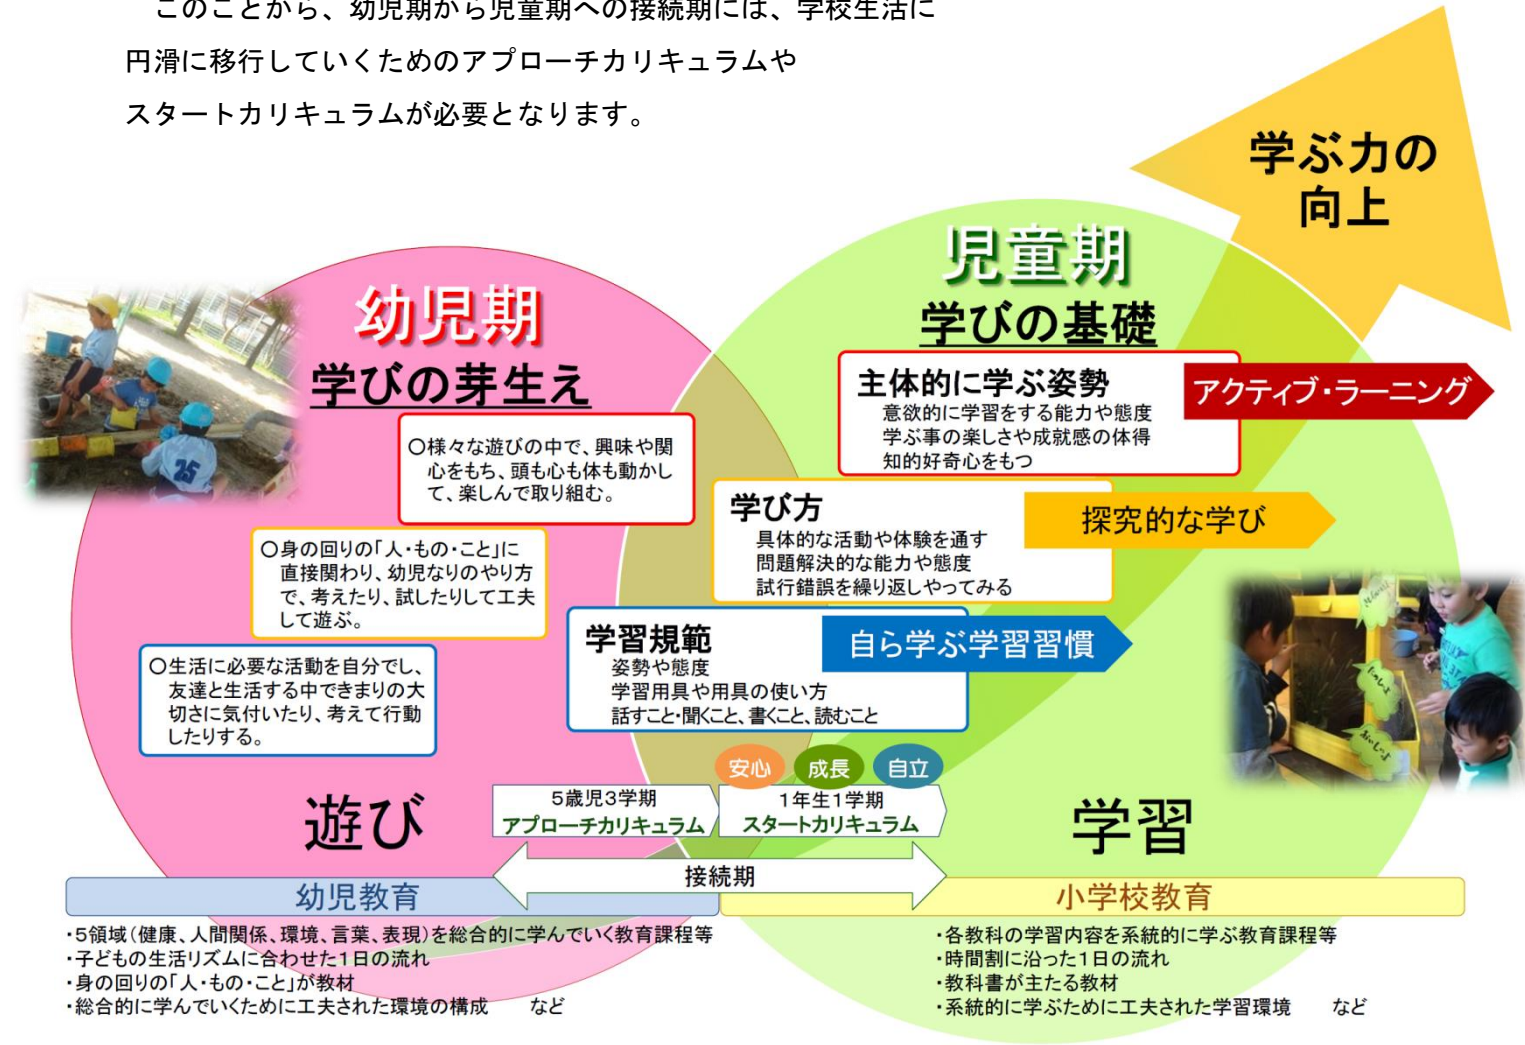 このことから、幼児期から児童期への接続期には、学校生活に
円滑に移行していくためのアプローチカリキュラムや
スタートカリキュラムが必要となります。
学ぶ力の
向上
幼児期
学びの芽生え
○様々な遊びの中で、興味や関
心をもち、頭も心も体も動かし
て、楽しんで取り組む。
○身の回りの「人・もの・こと」に
直接関わり、幼児なりのやり方
で、考えたり、試したりして工夫
して遊ぶ。
○生活に必要な活動を自分でし、
友達と生活する中できまりの大
切さに気付いたり、考えて行動
したりする。
児童期
学びの基礎
主体的に学ぶ姿勢
意欲的に学習をする能力や態度
学ぶ事の楽しさや成就感の体得
知的好奇心をもつ
アクティブ・ラーニング
学び方
具体的な活動や体験を通す
問題解決的な能力や態度
試行錯誤を繰り返しやってみる
探究的な学び
学習規範
姿勢や態度
学習用具や用具の使い方
話すこと・聞くこと、書くこと、読むこと
自ら学ぶ学習習慣
25
たのしいよ
おいしいよ
安心
成長
自立
遊び
5歳児3学期
アプローチカリキュラム
1年生1学期
スタートカリキュラム
学習
接続期
幼児教育
小学校教育
・5領域（健康、人間関係、環境、言葉、表現）を総合的に学んでいく教育課程等
・子どもの生活リズムに合わせた1日の流れ
・身の回りの「人・もの・こと」が教材
・総合的に学んでいくために工夫された環境の構成　　など
・各教科の学習内容を系統的に学ぶ教育課程等
・時間割に沿った1日の流れ
・教科書が主たる教材
・系統的に学ぶために工夫された学習環境　　など